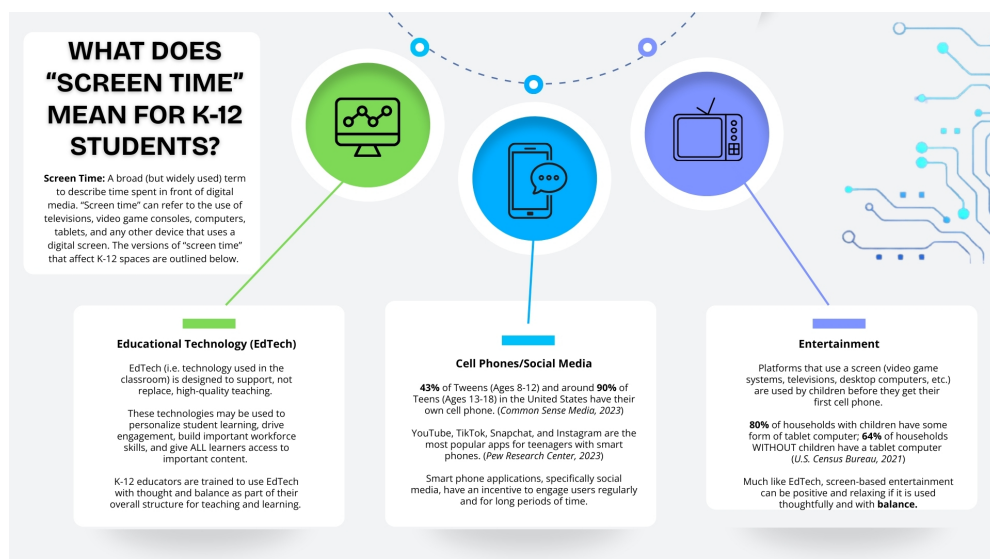 WHAT DOES
“SCREEN TIME”
MEAN FOR K-12
STUDENTS?
Screen Time: A broad (but widely used) term
to describe time spent in front of digital
media. “Screen time” can refer to the use of
televisions, video game consoles, computers,
tablets, and any other device that uses a
digital screen. The versions of “screen time”
that affect K-12 spaces are outlined below.
Educational Technology (EdTech)
EdTech (i.e. technology used in the
classroom) is designed to support, not
replace, high-quality teaching.
These technologies may be used to
personalize student learning, drive
engagement, build important workforce
skills, and give ALL learners access to
important content.
K-12 educators are trained to use EdTech
with thought and balance as part of their
overall structure for teaching and learning.
Cell Phones/Social Media
43% of Tweens (Ages 8-12) and around 90% of
Teens (Ages 13-18) in the United States have their
own cell phone. (Common Sense Media, 2023)
YouTube, TikTok, Snapchat, and Instagram are the
most popular apps for teenagers with smart
phones. (Pew Research Center, 2023)
Smart phone applications, specifically social
media, have an incentive to engage users regularly
and for long periods of time.
Entertainment
Platforms that use a screen (video game
systems, televisions, desktop computers, etc.)
are used by children before they get their
first cell phone.
80% of households with children have some
form of tablet computer; 64% of households
WITHOUT children have a tablet computer
(U.S. Census Bureau, 2021)
Much like EdTech, screen-based entertainment
can be positive and relaxing if it is used
thoughtfully and with balance.